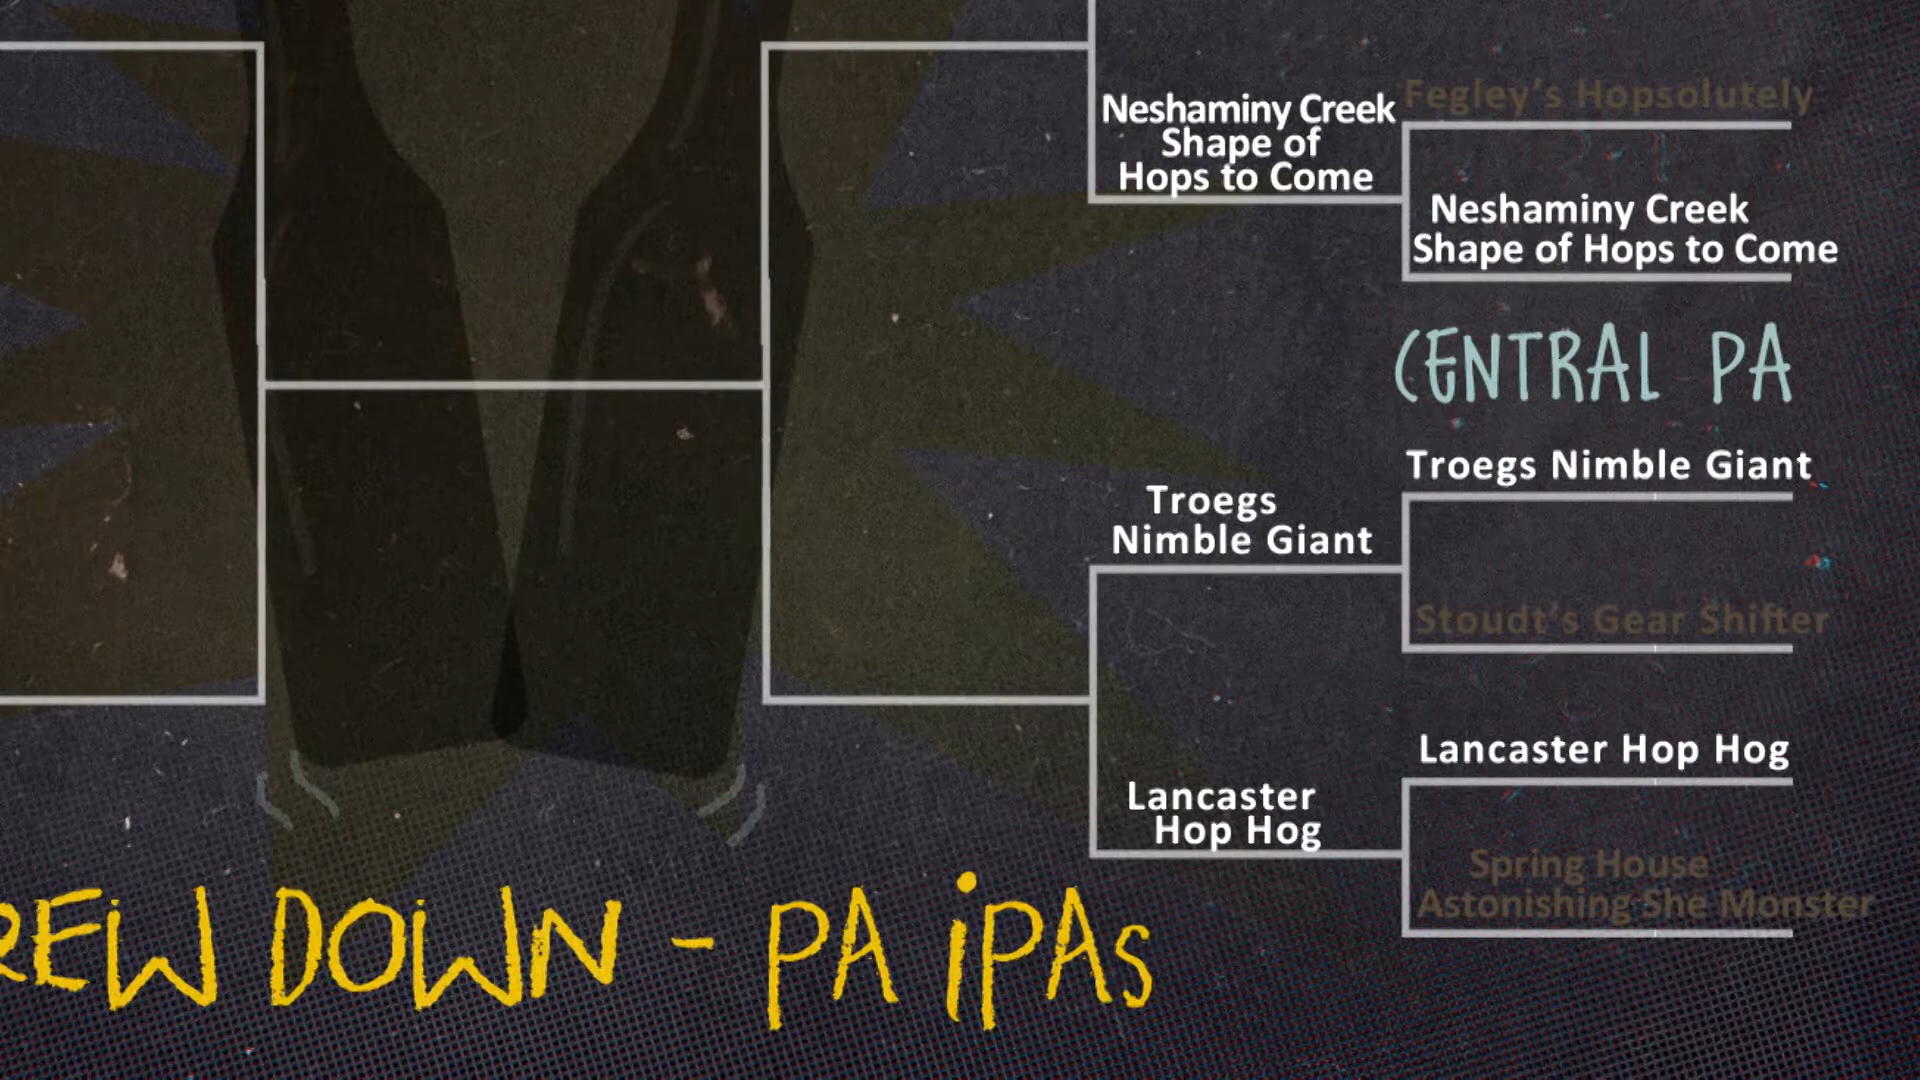 Fegley's Hopsolutely
Neshaminy Creek
Shape of
Hops to Come
Neshaminy Creek
Shape of Hops to Come
CENTRAL PA
Troegs Nimble Giant
Troegs
Nimble Giant
Stoudt's Gear Shifter
Lancaster Hop Hog
Lancaster
Hop Hog
Spring House
Astonishing She Monster
REW DOWN - PA iPAs